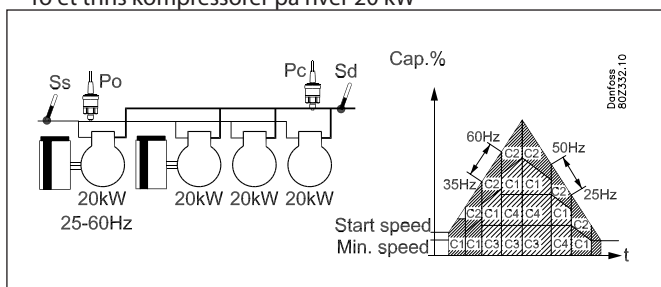 To et trins kompressorer på hver 20 kW
Ss
Po
Pc
Sd
20kW
20kW
20kW
20kW
25-60Hz
Cap.%
Danfoss
80Z332.10
60Hz
50Hz
35Hz
25Hz
C2 C2
C2 C1 C1 C2
C2 C1 C4 C4 C1 C2
Start speed
Min. speed
C1 C1 C3 C3 C3 C4 C1
t